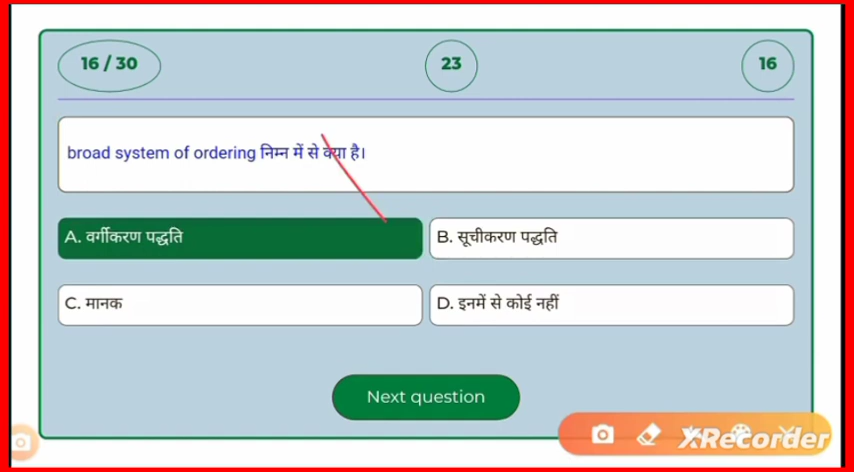 16 / 30
23
16
broad system of ordering निम्न में से क्या है।
A. वर्गीकरण पद्धति
B. सूचीकरण पद्धति
C. मानक
D. इनमें से कोई नहीं
Next question
XRecorder